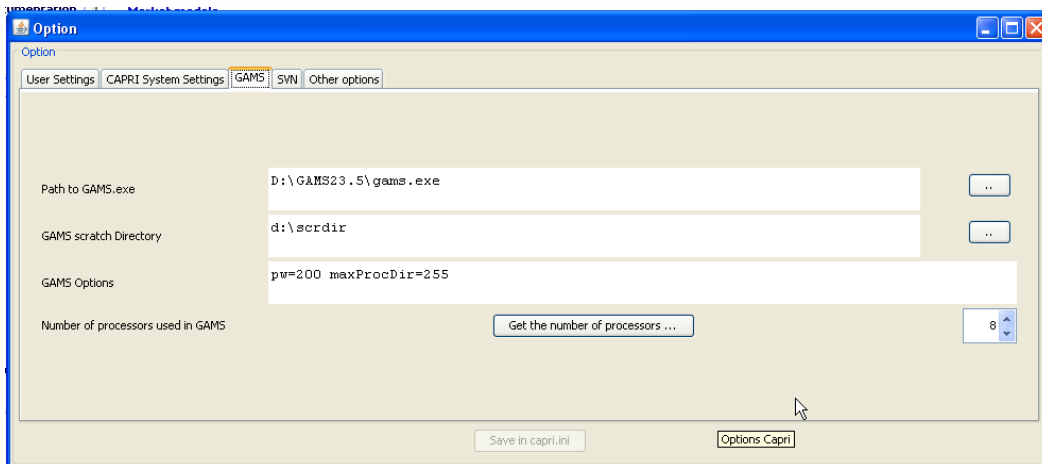 Option
Option
User Settings CAPRI System Settings GAMS SVN Other options
Path to GAMS.exe D:\GAMS23.5\gams.exe ..
GAMS scratch Directory d:\scrdir ..
GAMS Options pw=200 maxProcDir=255
Number of processors used in GAMS Get the number of processors ... 8
Save in capri.ini Options Capri